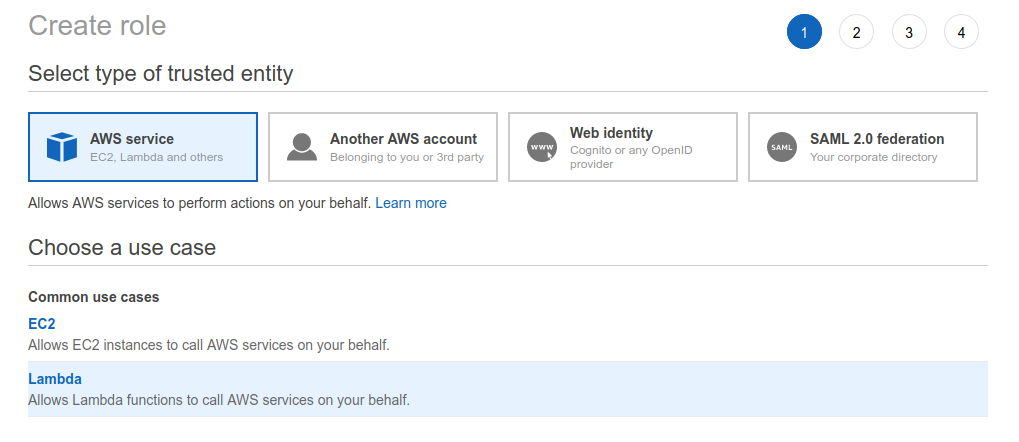 Create role
1 2 3 4
Select type of trusted entity
AWS service
EC2, Lambda and others
Another AWS account
Belonging to you or 3rd party
www
Web identity
Cognito or any OpenID
provider
SAML
SAML 2.0 federation
Your corporate directory
Allows AWS services to perform actions on your behalf. Learn more
Choose a use case
Common use cases
EC2
Allows EC2 instances to call AWS services on your behalf.
Lambda
Allows Lambda functions to call AWS services on your behalf.